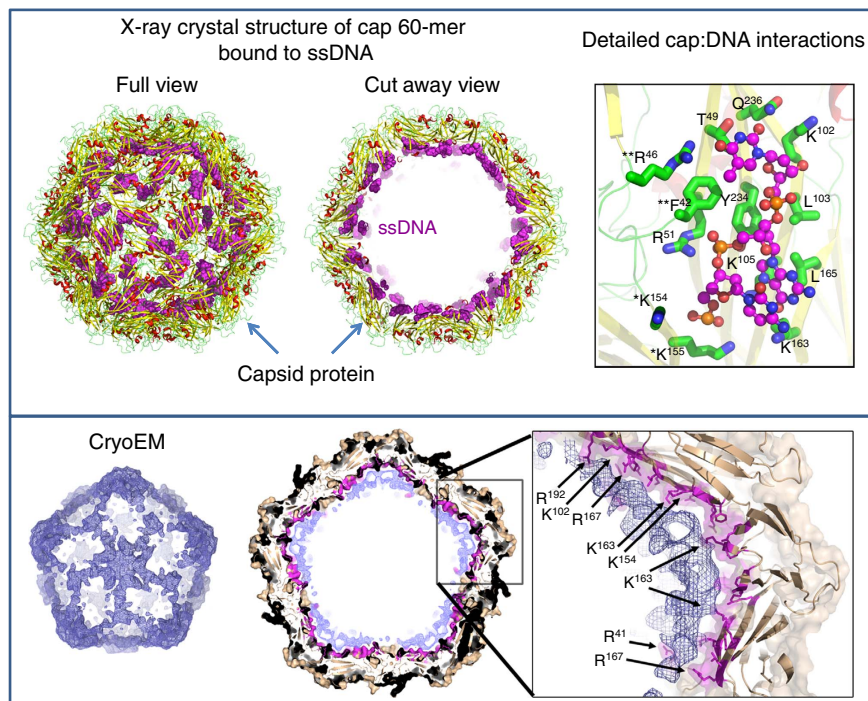 X-ray crystal structure of cap 60-mer
bound to ssDNA
Detailed cap:DNA interactions
Full view
Cut away view
ssDNA
Capsid protein
Q236
T49
K102
**R46
**F42
Y234
L103
R51
K105
L165
*K154
*K155
K163
CryoEM
R192
K102
R167
K163
K154
K163
R41
R167